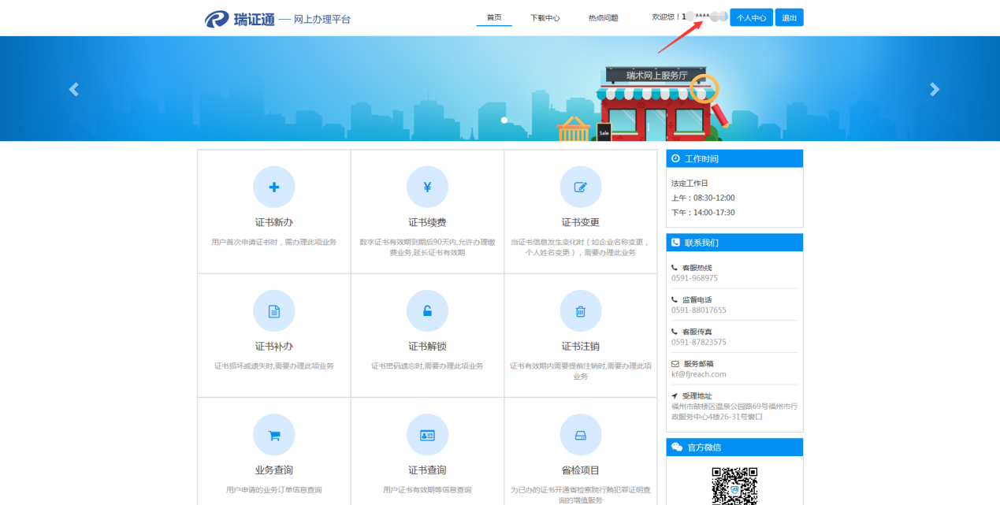 瑞证通 — 网上办理平台
首页 下载中心 热点问题 欢迎您！1 **** 个人中心 退出
瑞术网上服务厅
Sale
证书新办
用户首次申请证书时，需办理此项业务
证书续费
数字证书有效期到期后90天内,允许办理缴
费业务,延长证书有效期
证书变更
当证书信息发生变化时（如企业名称变更，
个人姓名变更），需要办理此业务
证书补办
证书损坏或遗失时,需要办理此项业务
证书解锁
证书密码遗忘时,需要办理此项业务
证书注销
证书有效期内需要提前注销时,需要办理此项
业务
业务查询
用户申请的业务订单信息查询
证书查询
用户证书有效期等信息查询
省检项目
为已办的证书开通省检察院行贿犯罪证明查
询的增值服务
工作时间
法定工作日
上午：08:30-12:00
下午：14:00-17:30
联系我们
客服热线
0591-968975
监督电话
0591-88017655
客服传真
0591-87823575
服务邮箱
kf@fjreach.com
受理地址
福州市鼓楼区温泉公园路69号福州市行
政服务中心4楼26-31号窗口
官方微信